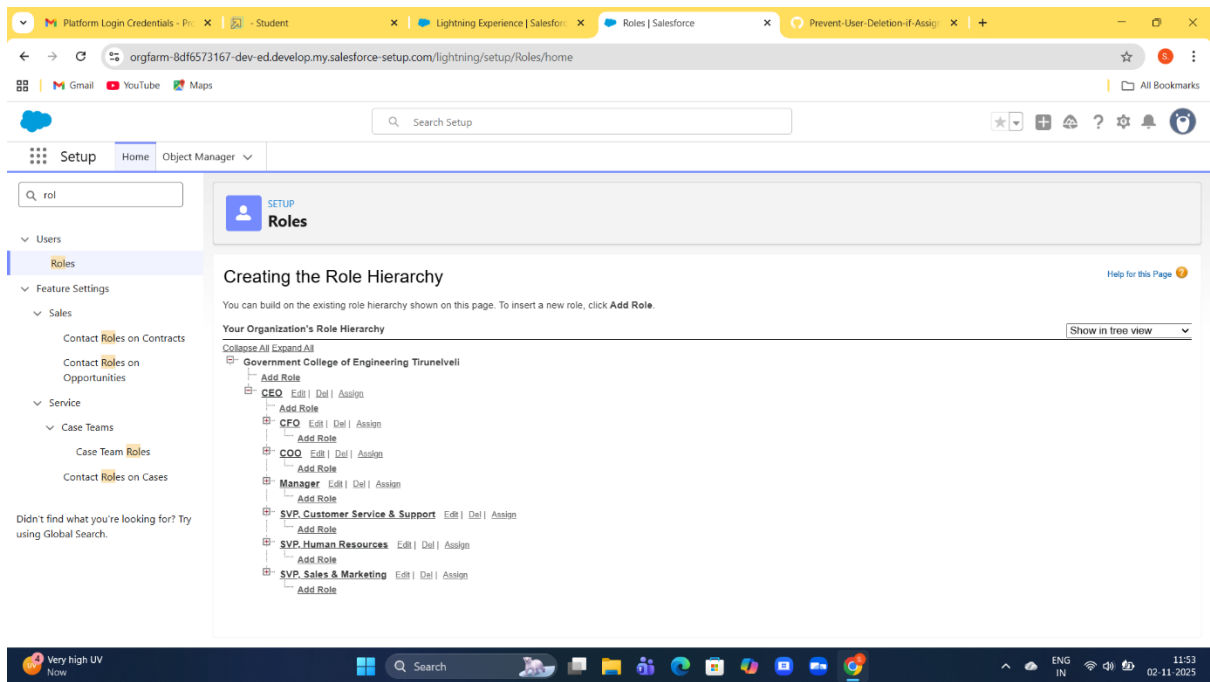 Platform Login Credentials - Pro
- Student
Lightning Experience | Salesforc
Roles | Salesforce
Prevent-User-Deletion-if-Assign
orgfarm-8df6573167-dev-ed.develop.my.salesforce-setup.com/lightning/setup/Roles/home
S
Gmail
YouTube
Maps
All Bookmarks
Search Setup
Setup
Home
Object Manager
rol
Users
Roles
Feature Settings
Sales
Contact Roles on Contracts
Contact Roles on
Opportunities
Service
Case Teams
Case Team Roles
Contact Roles on Cases
Didn't find what you're looking for? Try
using Global Search.
SETUP
Roles
Creating the Role Hierarchy
Help for this Page ?
You can build on the existing role hierarchy shown on this page. To insert a new role, click Add Role.
Your Organization's Role Hierarchy
Show in tree view
Collapse All Expand All
Government College of Engineering Tirunelveli
Add Role
CEO Edit | Del | Assign
Add Role
CFO Edit | Del | Assign
Add Role
COO Edit | Del | Assign
Add Role
Manager Edit | Del | Assign
Add Role
SVP, Customer Service & Support Edit | Del | Assign
Add Role
SVP, Human Resources Edit | Del | Assign
Add Role
SVP, Sales & Marketing Edit | Del | Assign
Add Role
4
UV
Very high UV
Now
Search
ENG
IN
11:53
02-11-2025